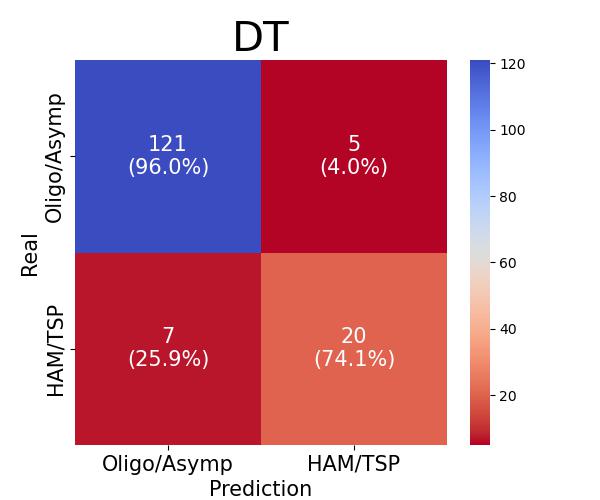 DT
Real
Oligo/Asymp
HAM/TSP
121
(96.0%)
5
(4.0%)
7
(25.9%)
20
(74.1%)
Oligo/Asymp
HAM/TSP
Prediction
120
100
80
60
40
20